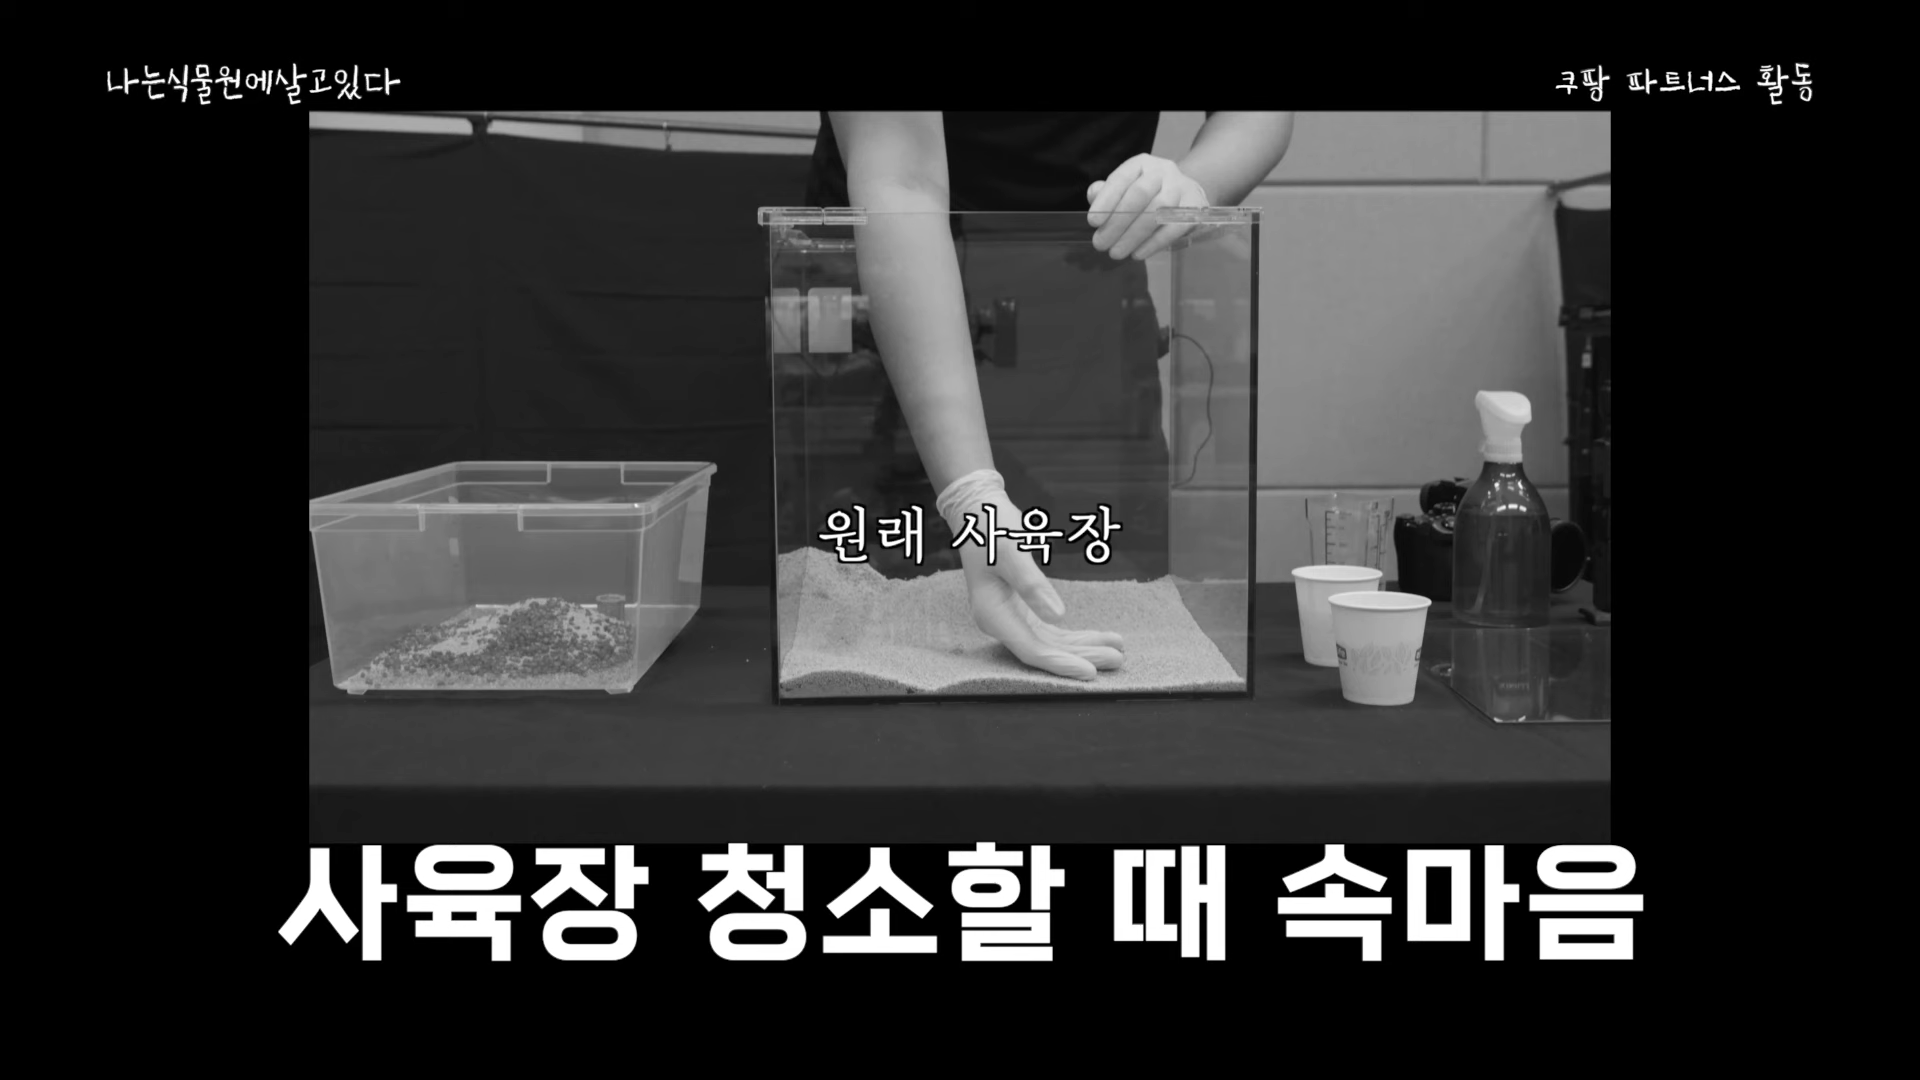 나는식물원에살고있다
쿠팡 파트너스 활동
원래 사육장
사육장 청소할 때 속마음